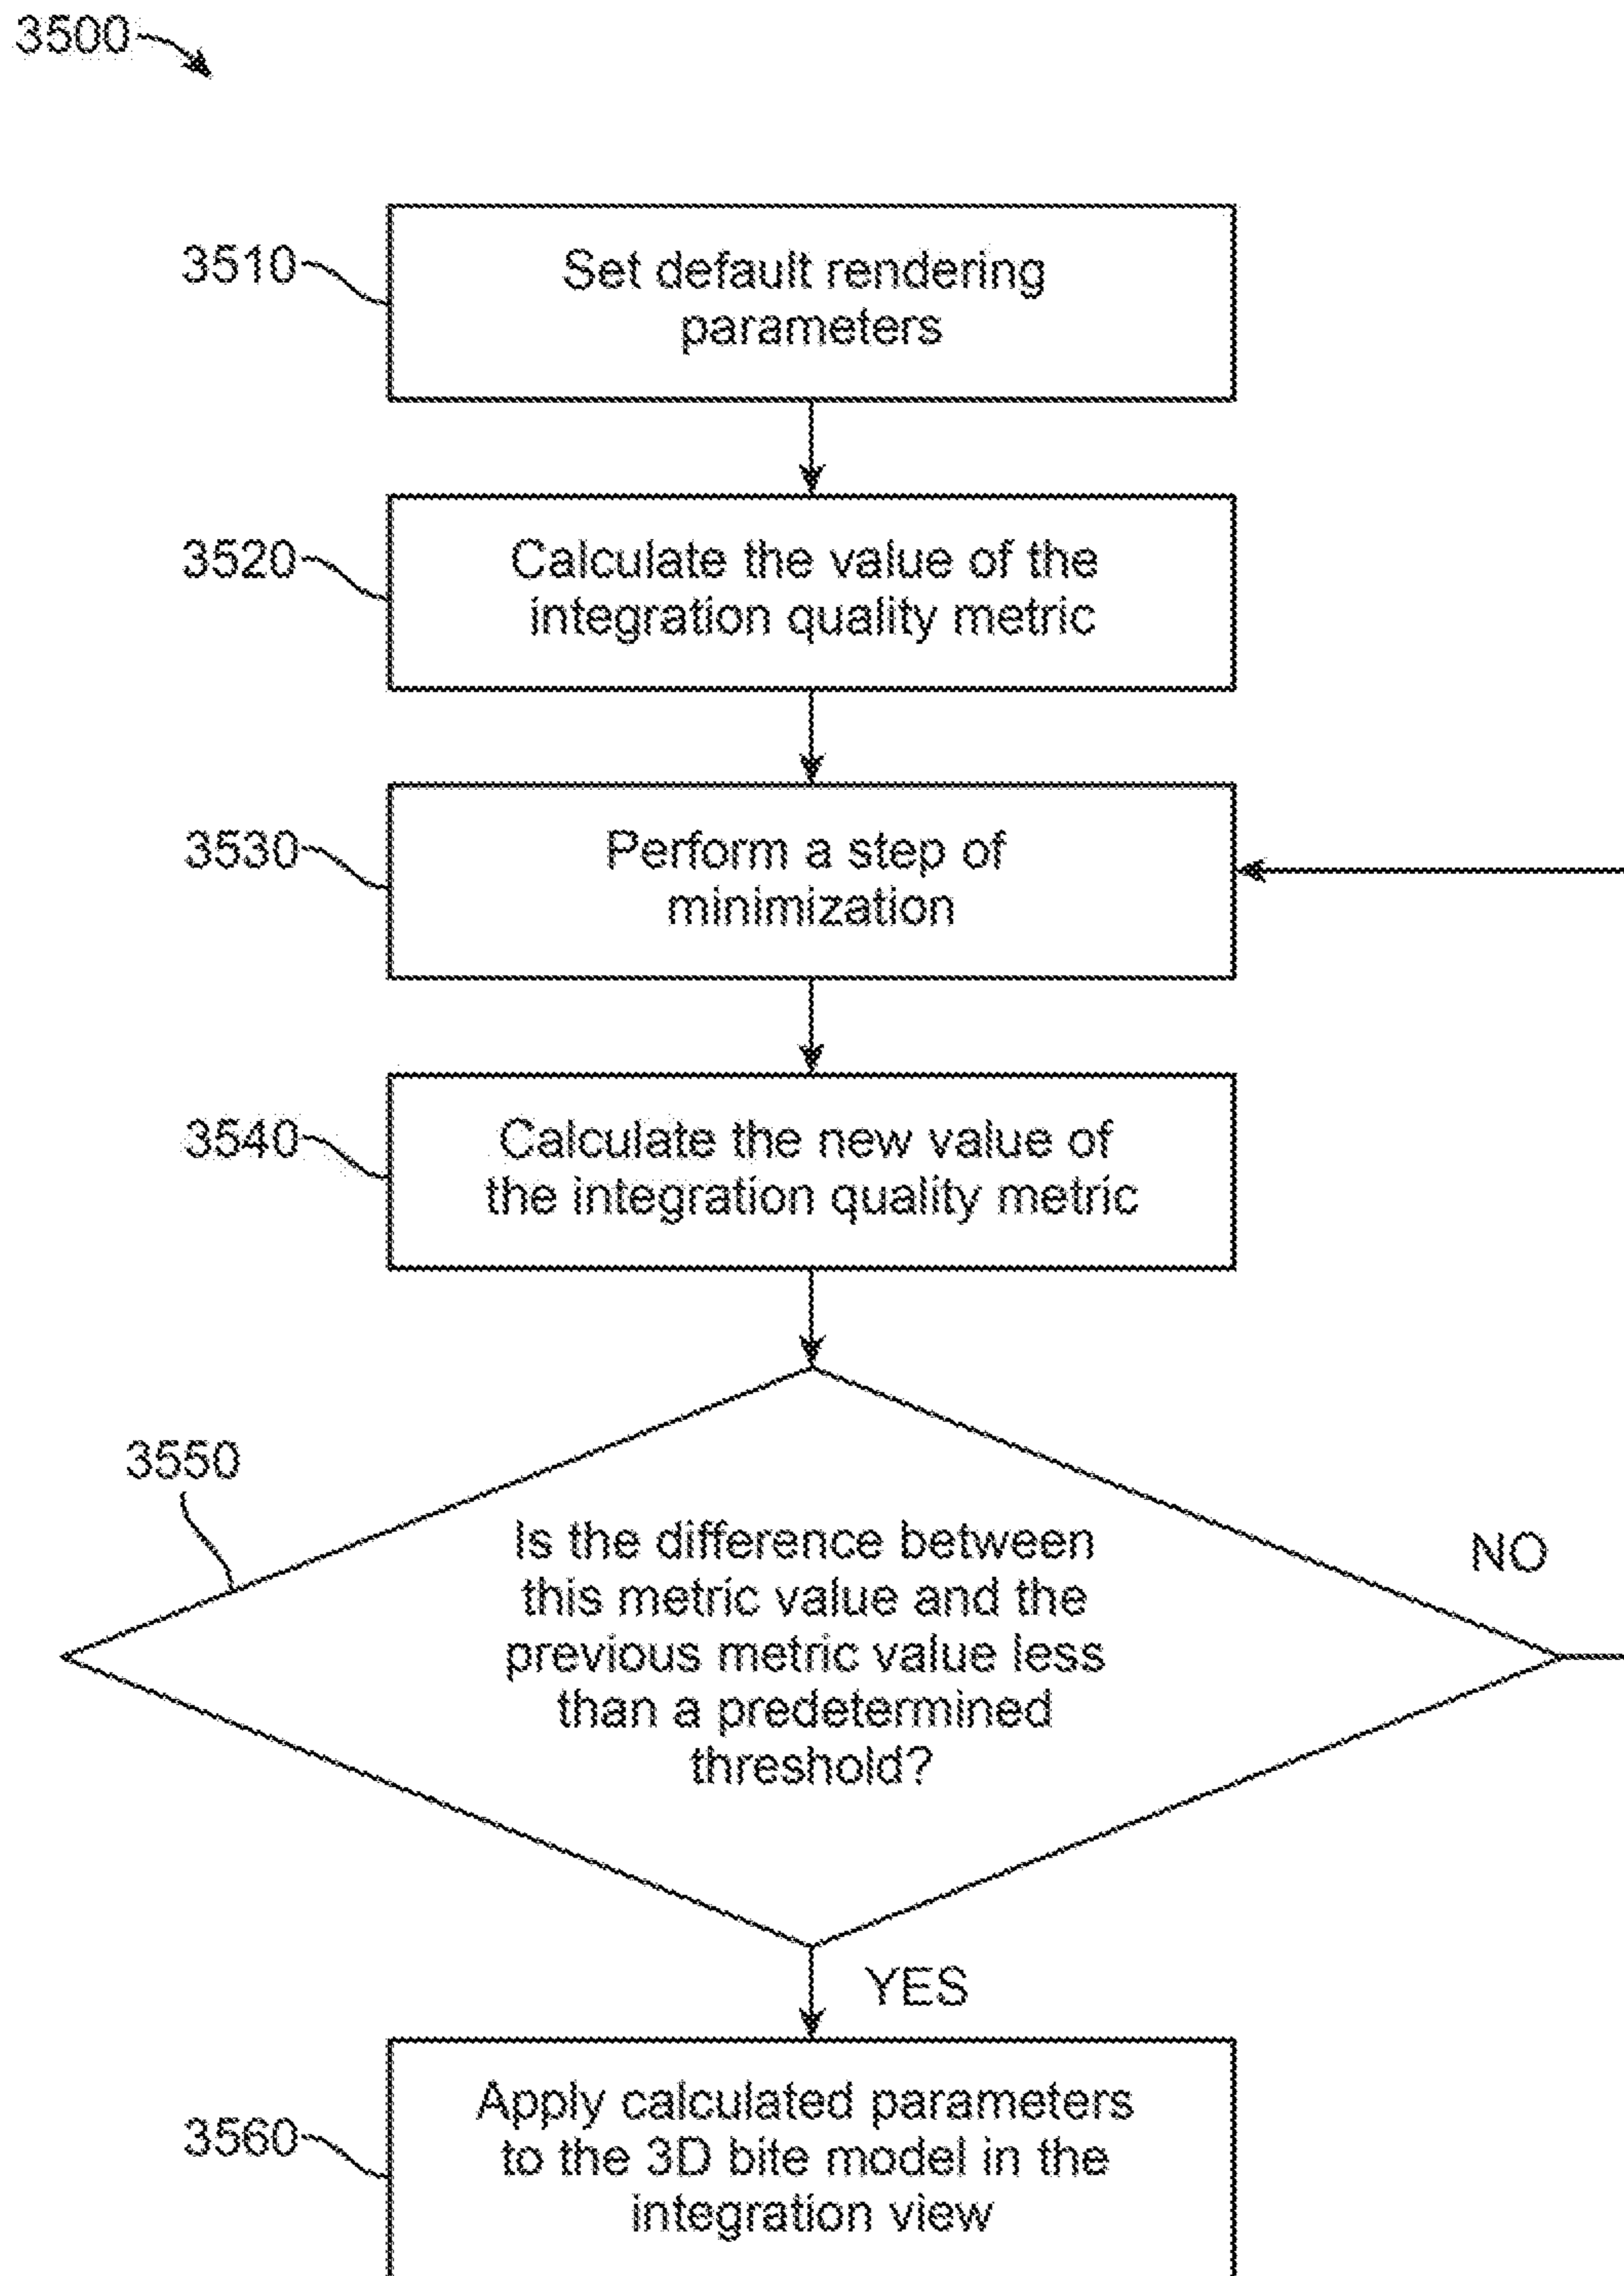 3500
3510
Set default rendering
parameters
3520
Calculate the value of the
integration quality metric
3530
Perform a step of
minimization
3540
Calculate the new value of
the integration quality metric
3550
Is the difference between
this metric value and the
previous metric value less
than a predetermined
threshold?
NO
YES
3560
Apply calculated parameters
to the 3D bite model in the
integration view